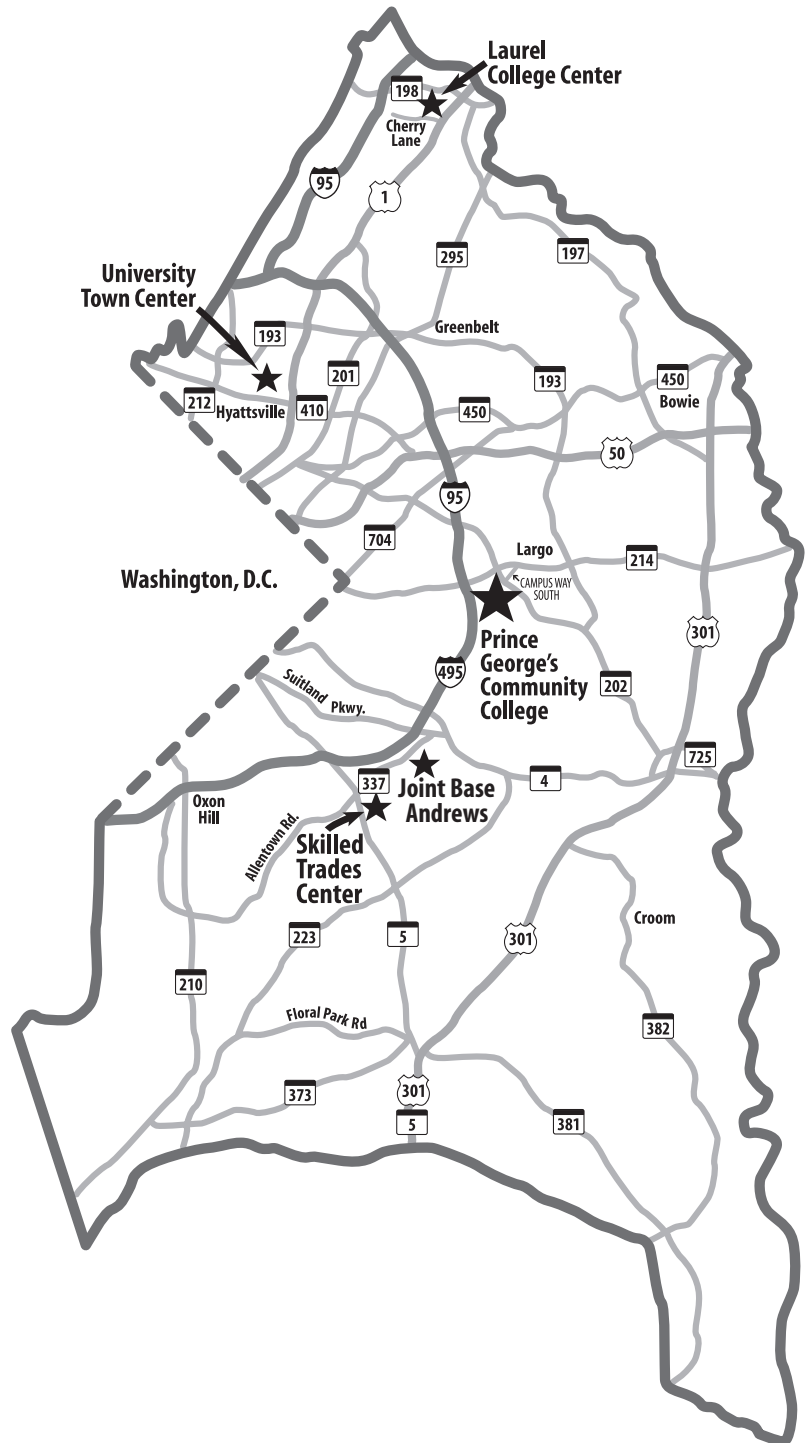 Laurel
College Center
198
Cherry
Lane
95
1
295
197
University
Town Center
193
Greenbelt
201
193
450
Bowie
212
Hyattsville
410
450
50
95
704
Largo
214
Washington, D.C.
CAMPUS WAY
SOUTH
Prince
George's
Community
College
301
495
202
Suitland
Pkwy.
725
337
4
Joint Base
Andrews
Oxon
Hill
Allentown Rd.
Skilled
Trades
Center
223
5
301
Croom
210
382
Floral Park Rd
373
301
5
381